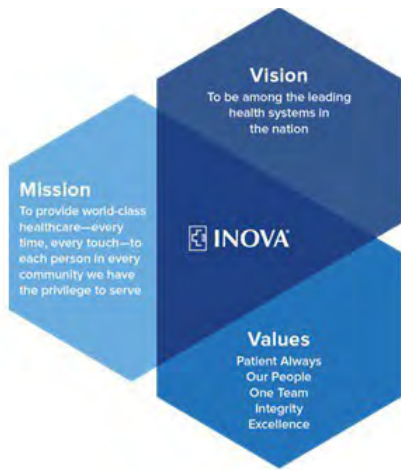 Vision
To be among the leading
health systems in
the nation
Mission
To provide world-class
healthcare—every
time, every touch—to
each person in every
community we have
the privilege to serve
INOVA®
Values
Patient Always
Our People
One Team
Integrity
Excellence